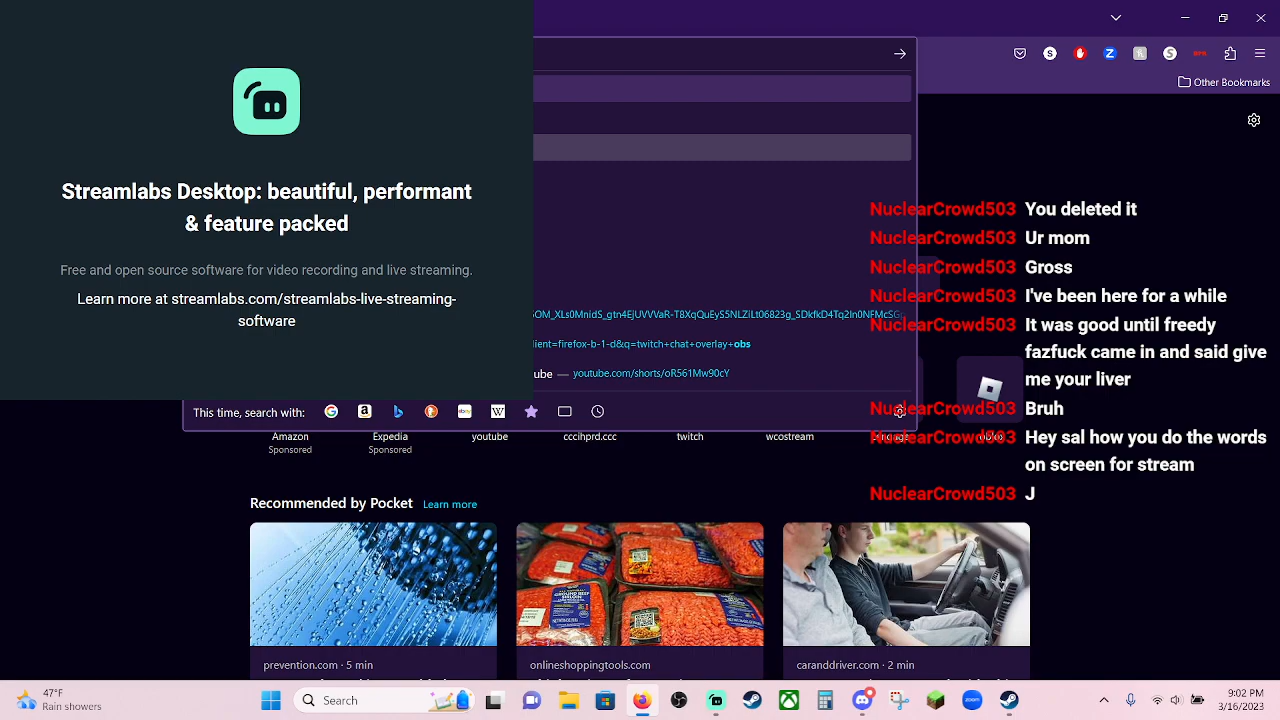 Streamlabs Desktop: beautiful, performant
& feature packed
Free and open source software for video recording and live streaming.
Learn more at streamlabs.com/streamlabs-live-streaming-
software
Other Bookmarks
NuclearCrowd503 You deleted it
NuclearCrowd503 Ur mom
NuclearCrowd503 Gross
NuclearCrowd503 I've been here for a while
NuclearCrowd503 It was good until freedy
fazfuck came in and said give
me your liver
NuclearCrowd503 Bruh
NuclearCrowd503 Hey sal how you do the words
on screen for stream
NuclearCrowd503 J
lient=firefox-b-1-d&q=twitch+chat+overlay+obs
ube — youtube.com/shorts/oR561Mw90cY
This time, search with:
Amazon
Sponsored
Expedia
Sponsored
youtube
cccihprd.ccc
twitch
wcostream
Recommended by Pocket Learn more
prevention.com · 5 min
onlineshoppingtools.com
caranddriver.com · 2 min
47°F
Rain showers
Search
9:02 PM
3/16/2023